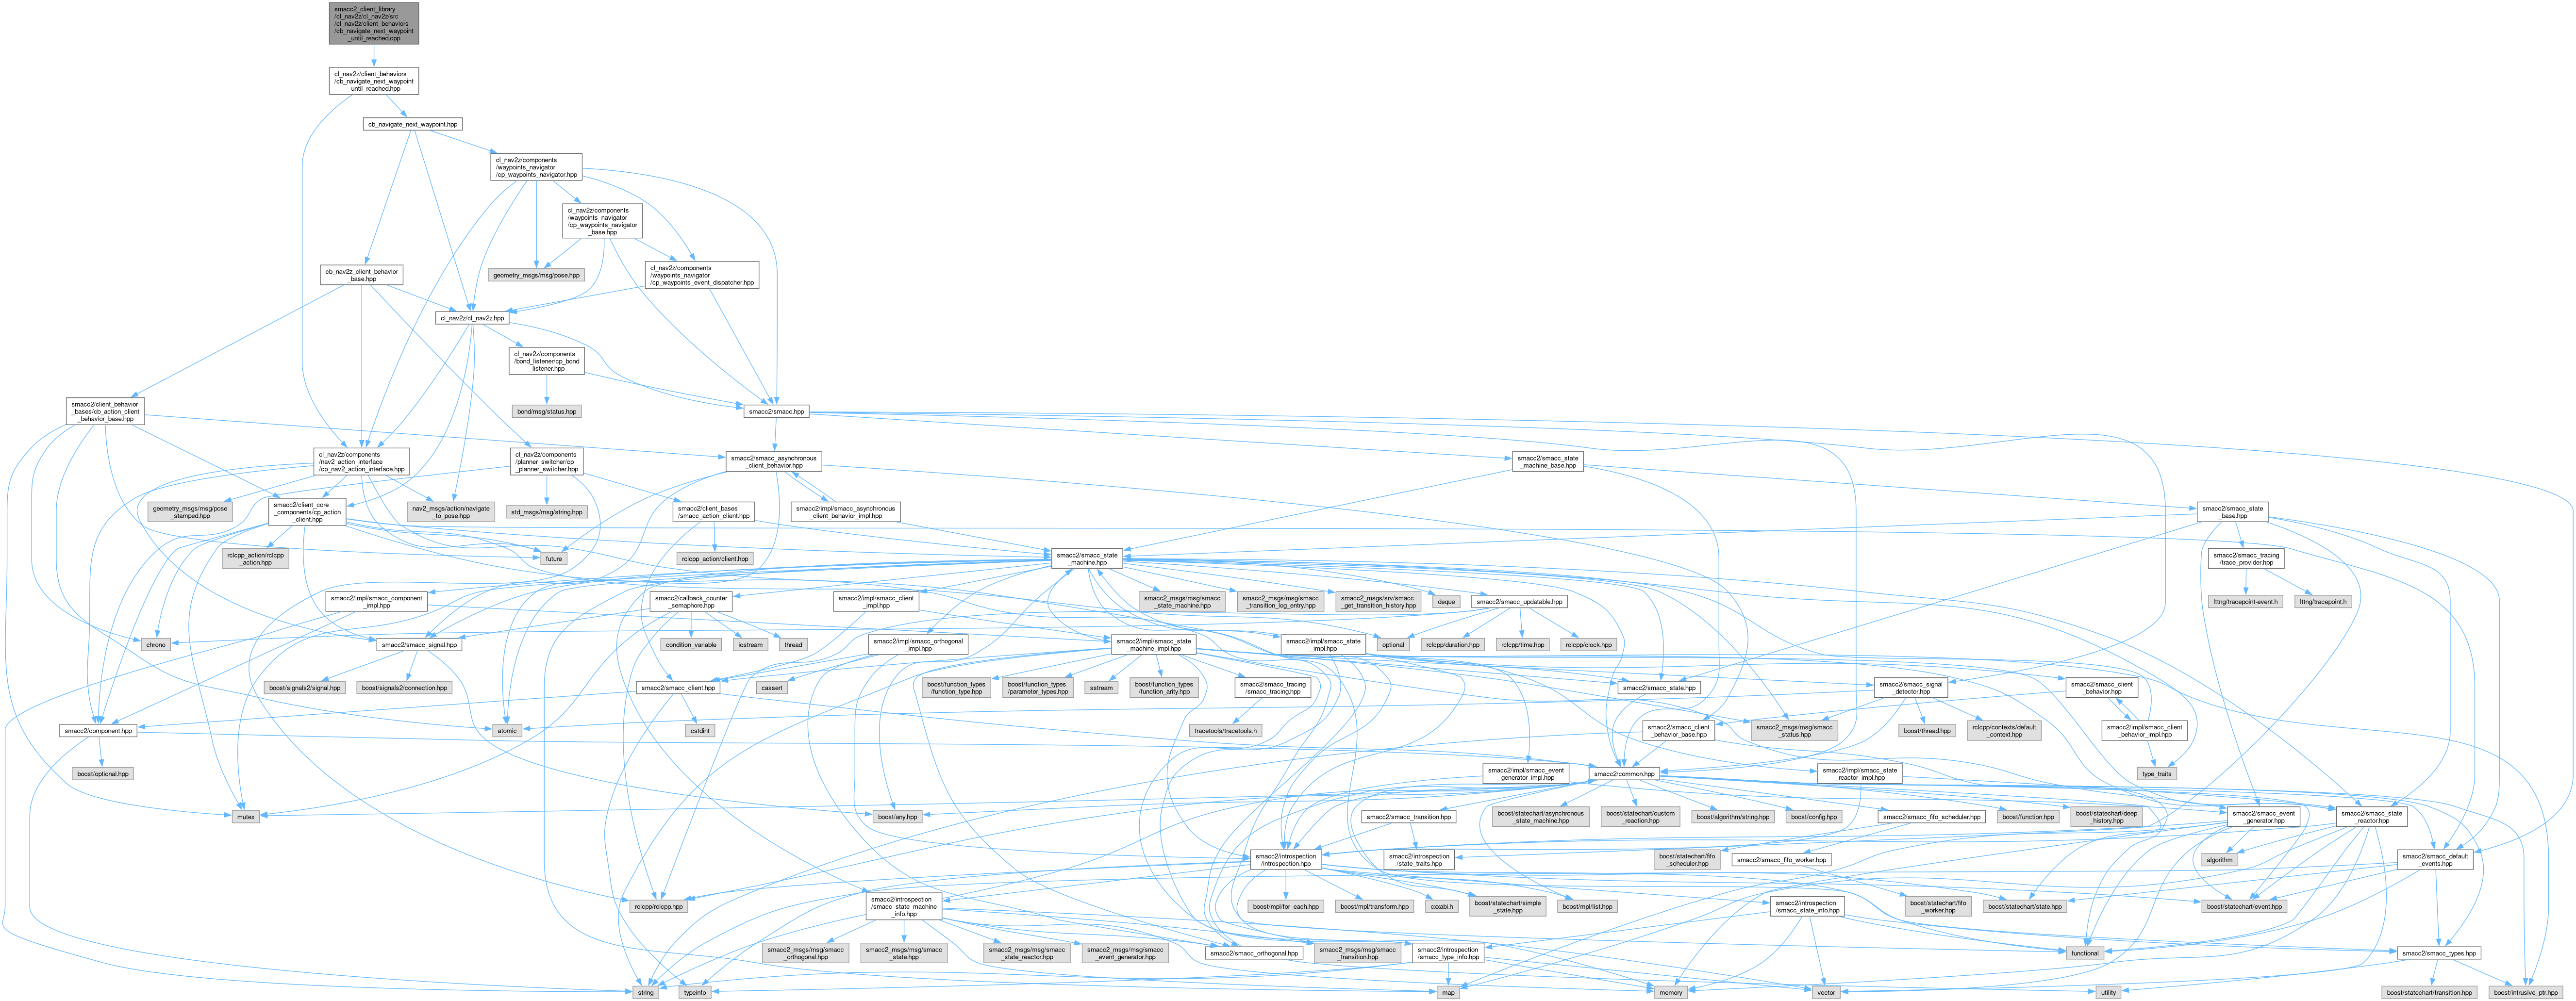 smacc2_client_library
/cl_nav2z/cl_nav2z/src
/cl_nav2z/client_behaviors
/cb_navigate_next_waypoint
_until_reached.cpp
cl_nav2z/client_behaviors
/cb_navigate_next_waypoint
_until_reached.hpp
cb_navigate_next_waypoint.hpp
cl_nav2z/components
/waypoints_navigator
/cp_waypoints_navigator.hpp
cl_nav2z/components
/waypoints_navigator
/cp_waypoints_navigator
_base.hpp
cb_nav2z_client_behavior
_base.hpp
geometry_msgs/msg/pose.hpp
cl_nav2z/components
/waypoints_navigator
/cp_waypoints_event_dispatcher.hpp
cl_nav2z/cl_nav2z.hpp
cl_nav2z/components
/bond_listener/cp_bond
_listener.hpp
smacc2/client_behavior
_bases/cb_action_client
_behavior_base.hpp
bond/msg/status.hpp
smacc2/smacc.hpp
cl_nav2z/components
/nav2_action_interface
/cp_nav2_action_interface.hpp
cl_nav2z/components
/planner_switcher/cp
_planner_switcher.hpp
smacc2/smacc_asynchronous
_client_behavior.hpp
smacc2/smacc_state
_machine_base.hpp
geometry_msgs/msg/pose
_stamped.hpp
smacc2/client_core
_components/cp_action
_client.hpp
nav2_msgs/action/navigate
_to_pose.hpp
std_msgs/msg/string.hpp
smacc2/client_bases
/smacc_action_client.hpp
smacc2/impl/smacc_asynchronous
_client_behavior_impl.hpp
smacc2/smacc_state
_base.hpp
rclcpp_action/rclcpp
_action.hpp
future
rclcpp_action/client.hpp
smacc2/smacc_state
_machine.hpp
smacc2/smacc_tracing
/trace_provider.hpp
smacc2/impl/smacc_component
_impl.hpp
smacc2/callback_counter
_semaphore.hpp
smacc2/impl/smacc_client
_impl.hpp
smacc2_msgs/msg/smacc
_state_machine.hpp
smacc2_msgs/msg/smacc
_transition_log_entry.hpp
smacc2_msgs/srv/smacc
_get_transition_history.hpp
deque
smacc2/smacc_updatable.hpp
lttng/tracepoint-event.h
lttng/tracepoint.h
chrono
smacc2/smacc_signal.hpp
condition_variable
iostream
thread
smacc2/impl/smacc_orthogonal
_impl.hpp
smacc2/impl/smacc_state
_machine_impl.hpp
smacc2/impl/smacc_state
_impl.hpp
optional
rclcpp/duration.hpp
rclcpp/time.hpp
rclcpp/clock.hpp
boost/signals2/signal.hpp
boost/signals2/connection.hpp
smacc2/smacc_client.hpp
cassert
boost/function_types
/function_type.hpp
boost/function_types
/parameter_types.hpp
sstream
boost/function_types
/function_arity.hpp
smacc2/smacc_tracing
/smacc_tracing.hpp
smacc2/smacc_state.hpp
smacc2/smacc_signal
_detector.hpp
smacc2/smacc_client
_behavior.hpp
smacc2/component.hpp
atomic
cstdint
tracetools/tracetools.h
smacc2/smacc_client
_behavior_base.hpp
smacc2_msgs/msg/smacc
_status.hpp
boost/thread.hpp
rclcpp/contexts/default
_context.hpp
smacc2/impl/smacc_client
_behavior_impl.hpp
boost/optional.hpp
smacc2/impl/smacc_event
_generator_impl.hpp
smacc2/common.hpp
smacc2/impl/smacc_state
_reactor_impl.hpp
type_traits
mutex
boost/any.hpp
smacc2/smacc_transition.hpp
boost/statechart/asynchronous
_state_machine.hpp
boost/statechart/custom
_reaction.hpp
boost/algorithm/string.hpp
boost/config.hpp
smacc2/smacc_fifo_scheduler.hpp
boost/function.hpp
boost/statechart/deep
_history.hpp
smacc2/smacc_event
_generator.hpp
smacc2/smacc_state
_reactor.hpp
smacc2/introspection
/introspection.hpp
smacc2/introspection
/state_traits.hpp
boost/statechart/fifo
_scheduler.hpp
smacc2/smacc_fifo_worker.hpp
algorithm
smacc2/smacc_default
_events.hpp
rclcpp/rclcpp.hpp
smacc2/introspection
/smacc_state_machine
_info.hpp
boost/mpl/for_each.hpp
boost/mpl/transform.hpp
cxxabi.h
boost/statechart/simple
_state.hpp
boost/mpl/list.hpp
smacc2/introspection
/smacc_state_info.hpp
boost/statechart/fifo
_worker.hpp
boost/statechart/state.hpp
boost/statechart/event.hpp
smacc2_msgs/msg/smacc
_orthogonal.hpp
smacc2_msgs/msg/smacc
_state.hpp
smacc2_msgs/msg/smacc
_state_reactor.hpp
smacc2_msgs/msg/smacc
_event_generator.hpp
smacc2/smacc_orthogonal.hpp
smacc2_msgs/msg/smacc
_transition.hpp
smacc2/introspection
/smacc_type_info.hpp
functional
smacc2/smacc_types.hpp
string
typeinfo
map
memory
map
memory
vector
utility
boost/statechart/transition.hpp
boost/intrusive_ptr.hpp